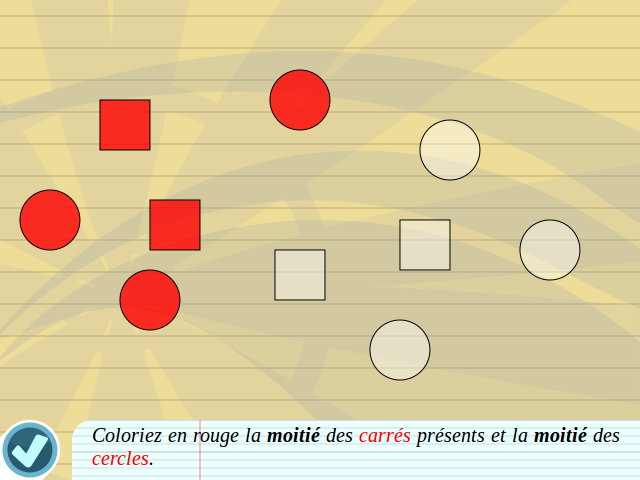 Coloriez en rouge la moitié des carrés présents et la moitié des
cercles.